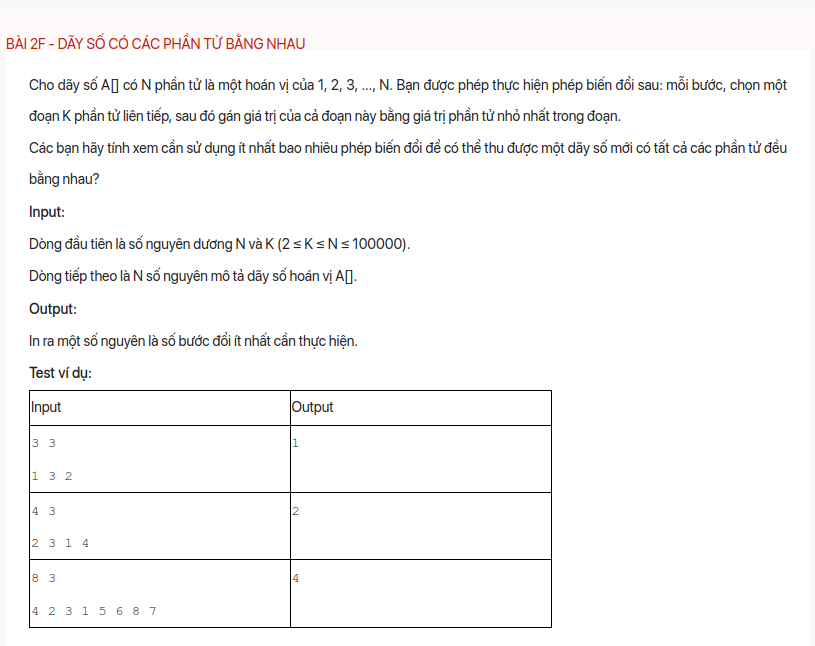 BÀI 2F - DÃY SỐ CÓ CÁC PHẦN TỬ BẰNG NHAU
Cho dãy số A[] có N phần tử là một hoán vị của 1, 2, 3, ..., N. Bạn được phép thực hiện phép biến đổi sau: mỗi bước, chọn một
đoạn K phần tử liên tiếp, sau đó gán giá trị của cả đoạn này bằng giá trị phần tử nhỏ nhất trong đoạn.
Các bạn hãy tính xem cần sử dụng ít nhất bao nhiêu phép biến đổi để có thể thu được một dãy số mới có tất cả các phần tử đều
bằng nhau?
Input:
Dòng đầu tiên là số nguyên dương N và K (2 ≤ K ≤ N ≤ 100000).
Dòng tiếp theo là N số nguyên mô tả dãy số hoán vị A[].
Output:
In ra một số nguyên là số bước đổi ít nhất cần thực hiện.
Test ví dụ:
Input Output
3 3 1
1 3 2
4 3 2
2 3 1 4
8 3 4
4 2 3 1 5 6 8 7